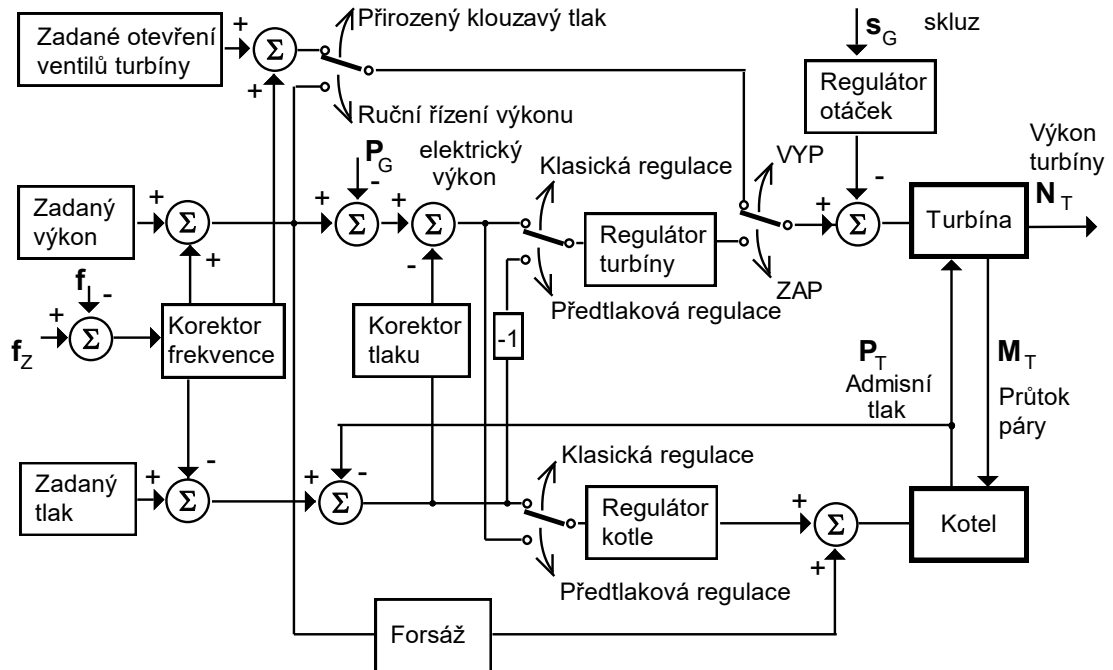 Zadané otevření
ventilů turbíny
+
Σ
+
Přirozený klouzavý tlak
Ruční řízení výkonu
s G
skluz
Regulátor
otáček
-
VYP
ZAP
Výkon
turbíny
N T
P G
elektrický
výkon
Zadaný
výkon
+
Σ
+
+
-
Σ
+
Σ
-
Klasická regulace
Regulátor
turbíny
Předtlaková regulace
+
Σ
Turbína
f
-
+
f Z
Σ
Korektor
frekvence
Korektor
tlaku
-1
P T
Admisní
tlak
M T
Průtok
páry
Zadaný
tlak
+
-
Σ
+
-
Σ
Klasická regulace
Regulátor
kotle
Předtlaková regulace
+
Σ
+
Kotel
Forsáž